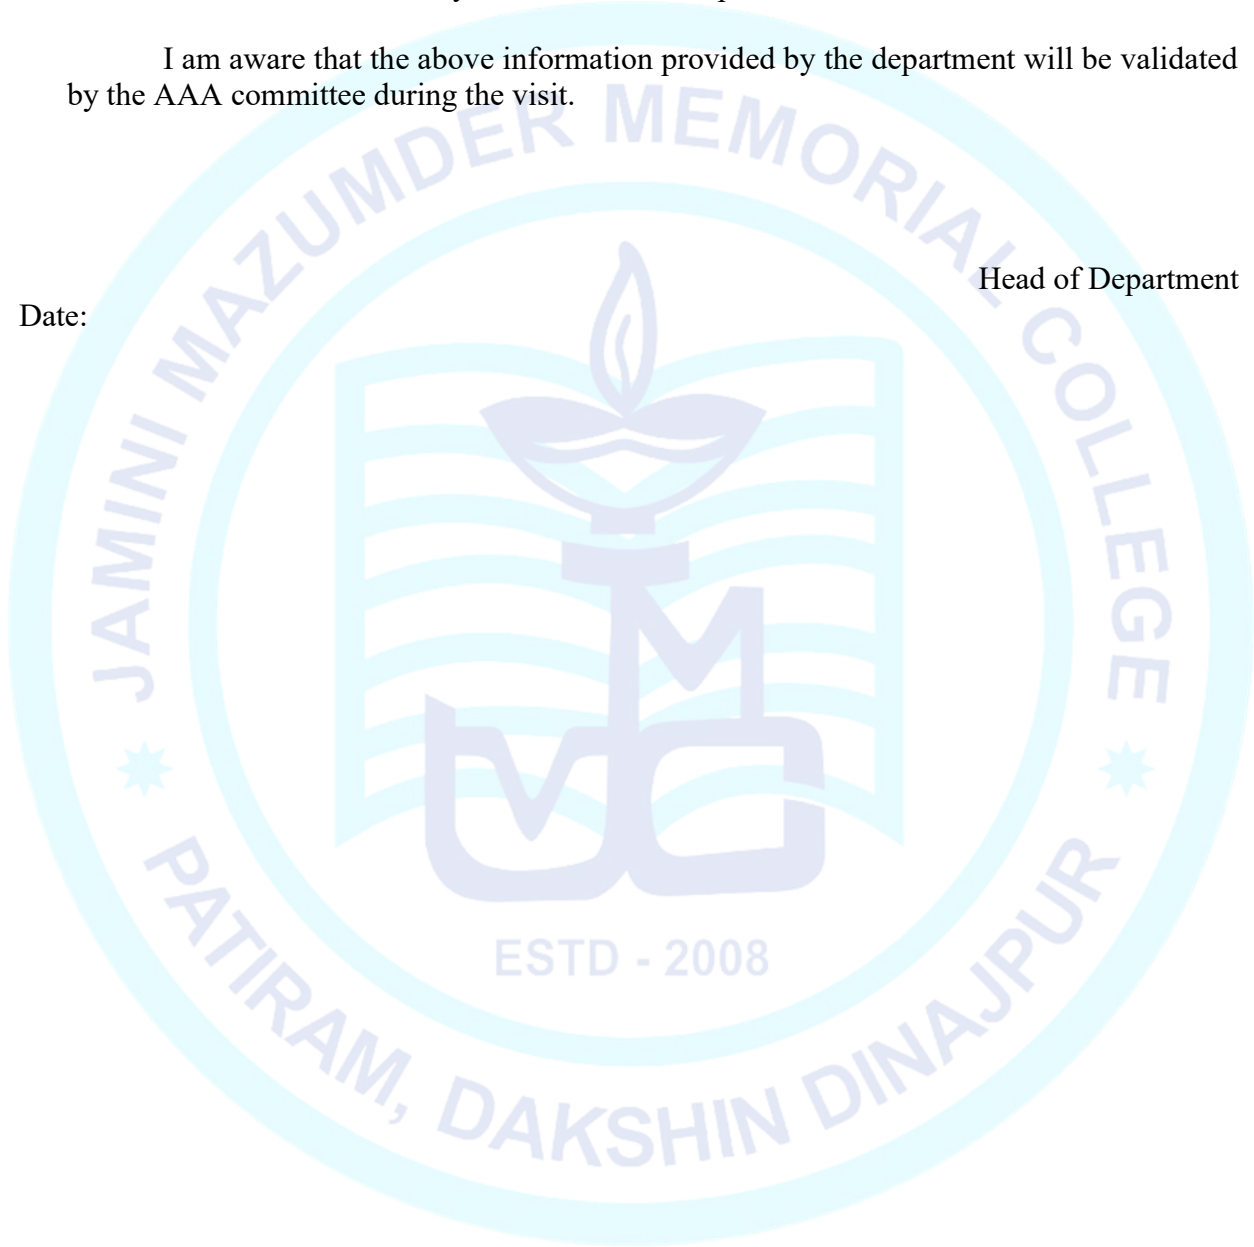 I am aware that the above information provided by the department will be validated
by the AAA committee during the visit.
Head of Department
Date:
JAMINI MAZUMDER MEMORIAL COLLEGE
JMMC
ESTD - 2008
PATIRAM, DAKSHIN DINAJPUR